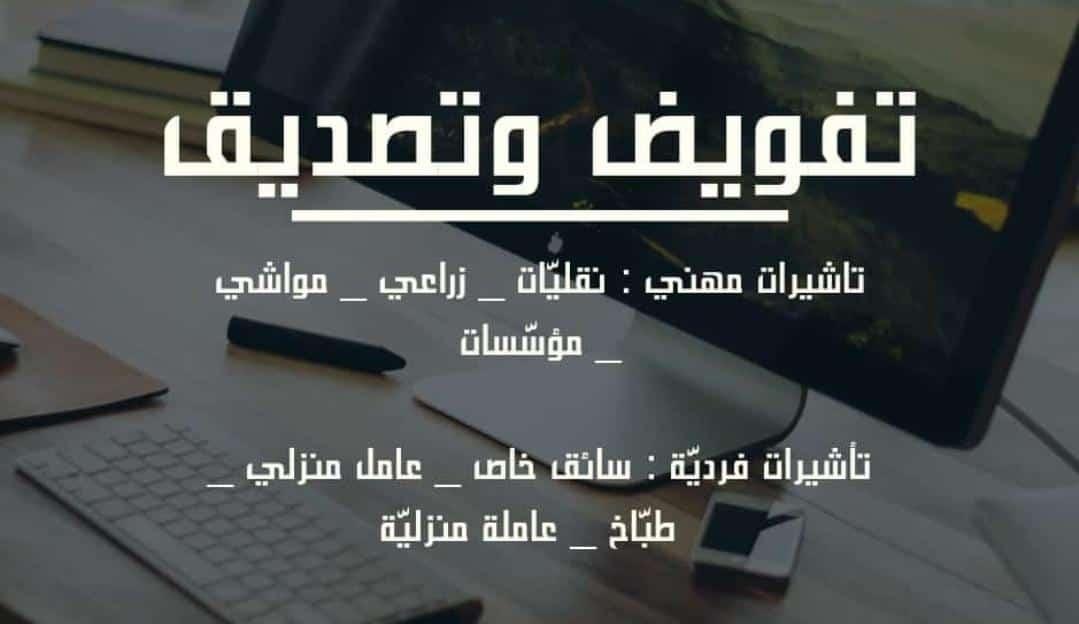 تفويض وتصديق
تاشيرات مهني : نقليّات _ زراعي _ مواشي
_ مؤسّسات
تأشيرات فرديّة : سائق خاص _ عامل منزلي _
طبّاخ _ عاملة منزليّة